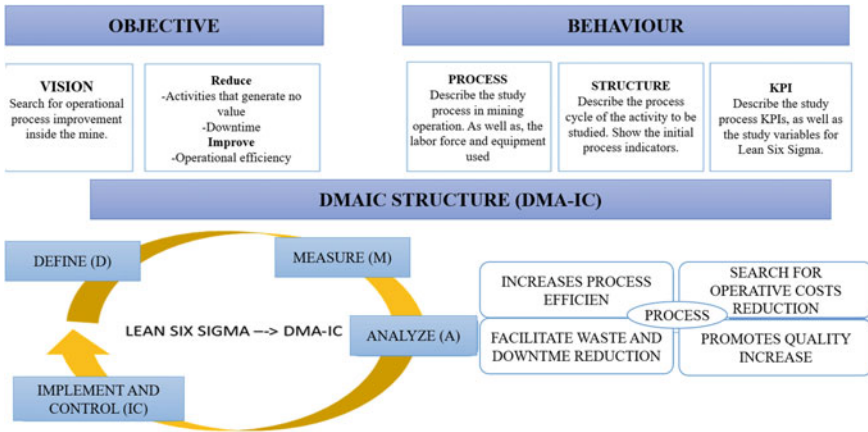 OBJECTIVE
BEHAVIOUR
VISION
Search for operational
process improvement
inside the mine.
Reduce
-Activities that generate no
value
-Downtime
Improve
-Operational efficiency
PROCESS
Describe the study
process in mining
operation. As well as, the
labor force and equipment
used
STRUCTURE
Describe the process
cycle of the activity to be
studied. Show the initial
process indicators.
KPI
Describe the study
process KPIs, as well as
the study variables for
Lean Six Sigma.
DMAIC STRUCTURE (DMA-IC)
DEFINE (D)
MEASURE (M)
LEAN SIX SIGMA —-> DMA-IC
ANALYZE (A)
IMPLEMENT AND
CONTROL (IC)
INCREASES PROCESS
EFFICIEN
SEARCH FOR
OPERATIVE COSTS
REDUCTION
PROCESS
FACILITATE WASTE AND
DOWNTME REDUCTION
PROMOTES QUALITY
INCREASE